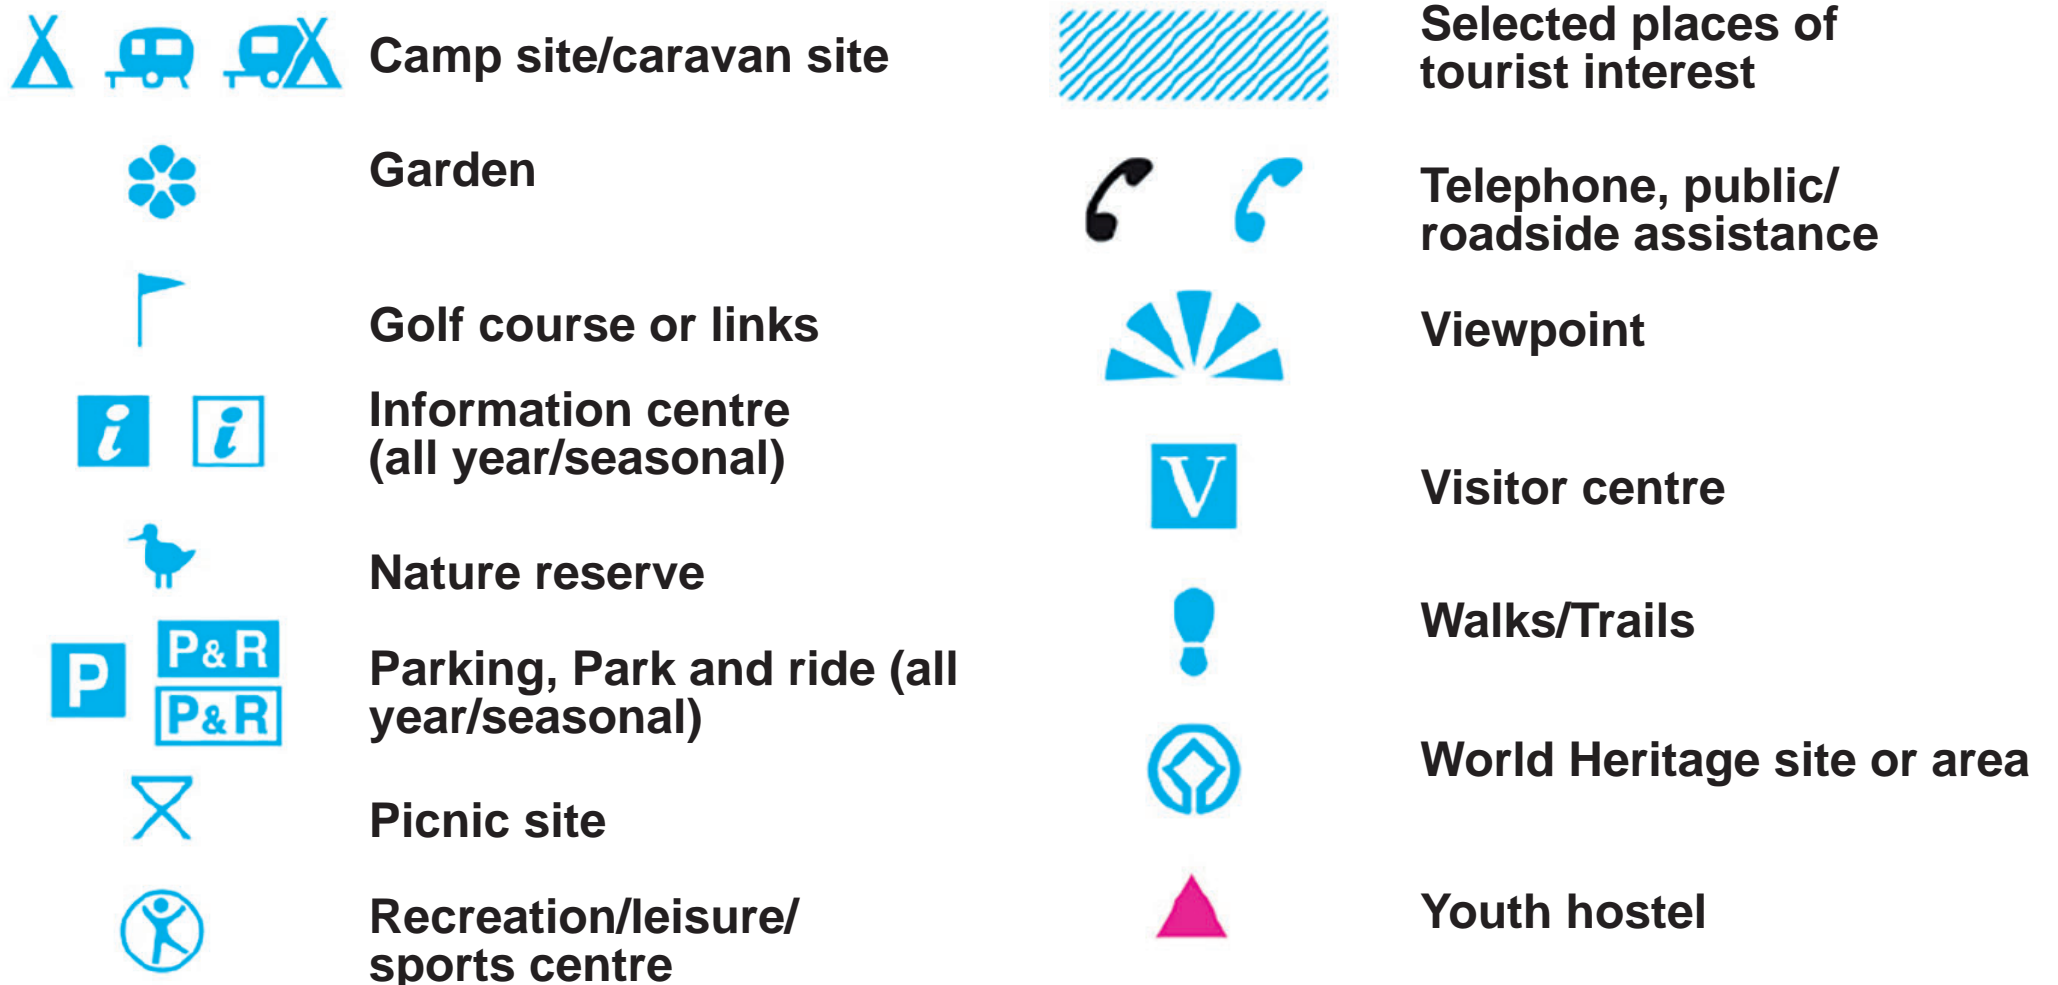 Camp site/caravan site
Garden
Golf course or links
i i
Information centre
(all year/seasonal)
Nature reserve
P
P&R
P&R
Parking, Park and ride (all
year/seasonal)
Picnic site
Recreation/leisure/
sports centre
Selected places of
tourist interest
Telephone, public/
roadside assistance
Viewpoint
V
Visitor centre
Walks/Trails
World Heritage site or area
Youth hostel